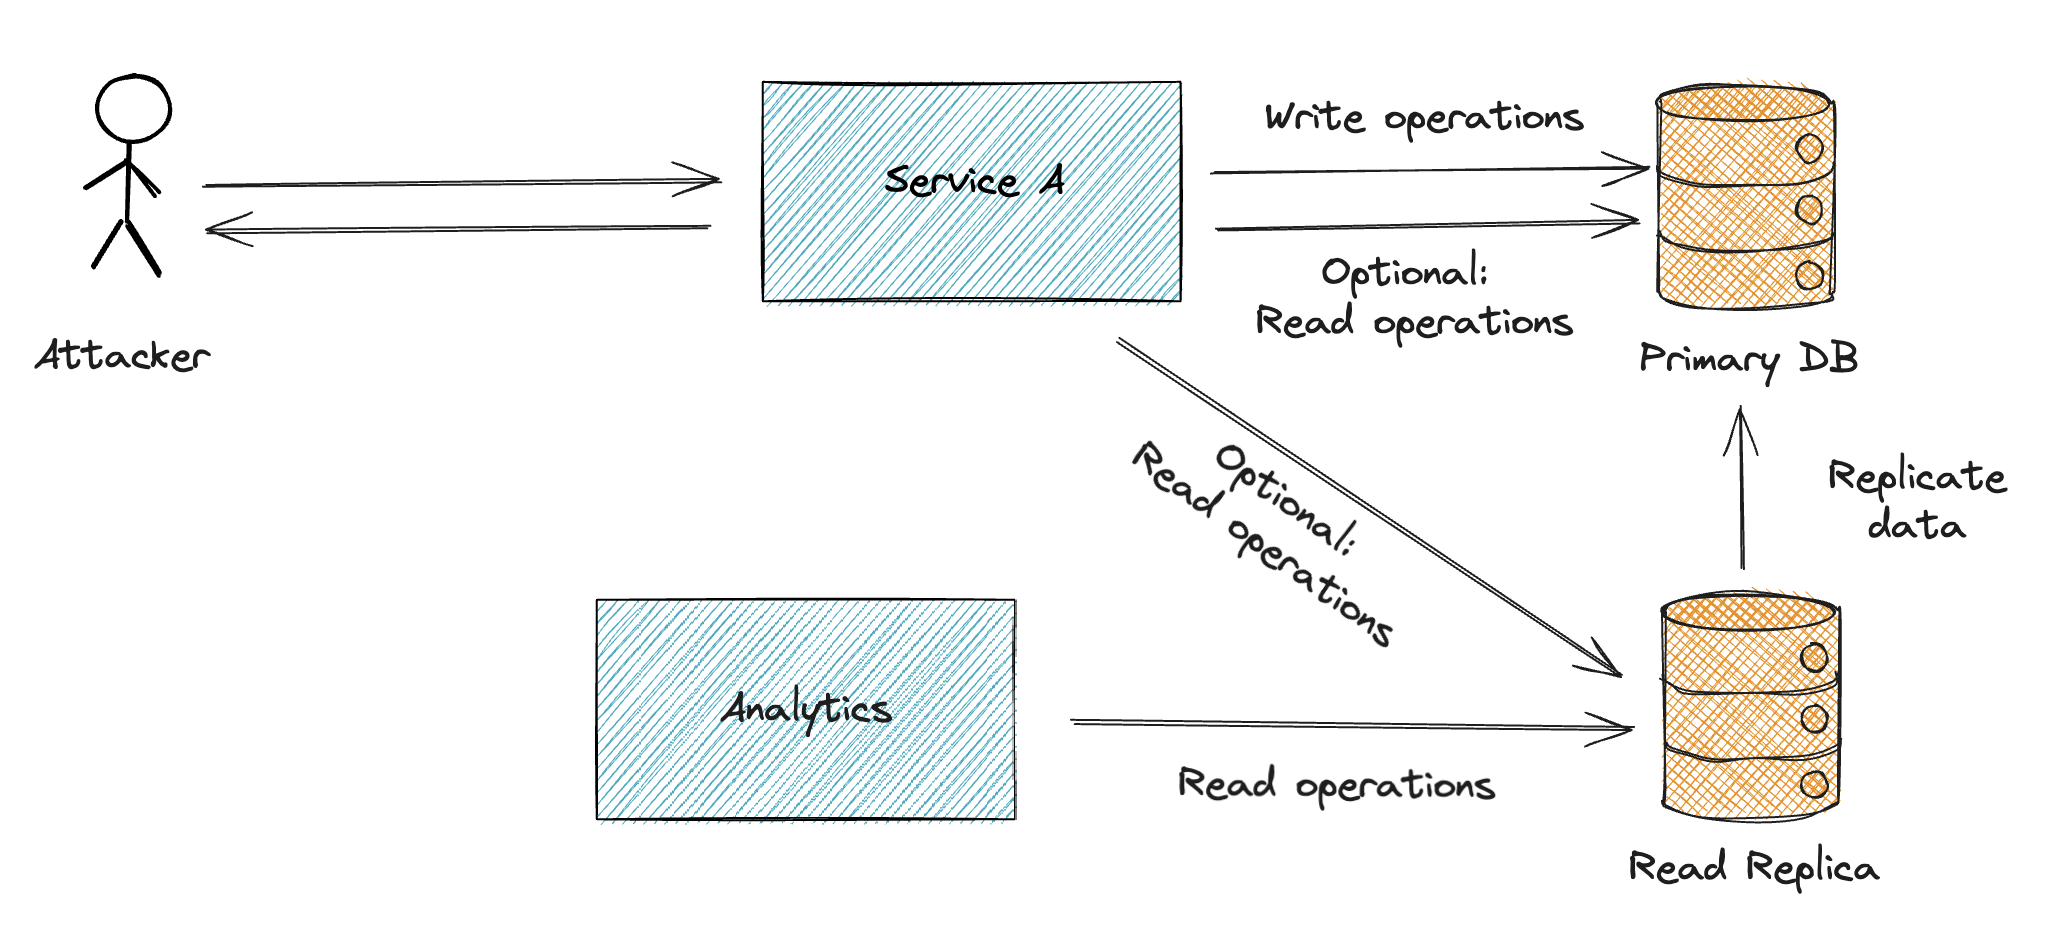 Write operations
Service A
Optional:
Read operations
Attacker
Primary DB
Optional:
Read operations
Replicate
data
Analytics
Read operations
Read Replica